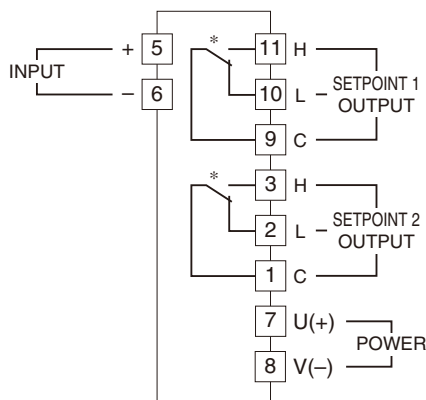 INPUT
+ 5
– 6
* 11 H
10 L
9 C
SETPOINT 1
OUTPUT
* 3 H
2 L
1 C
SETPOINT 2
OUTPUT
7 U(+)
8 V(–)
POWER